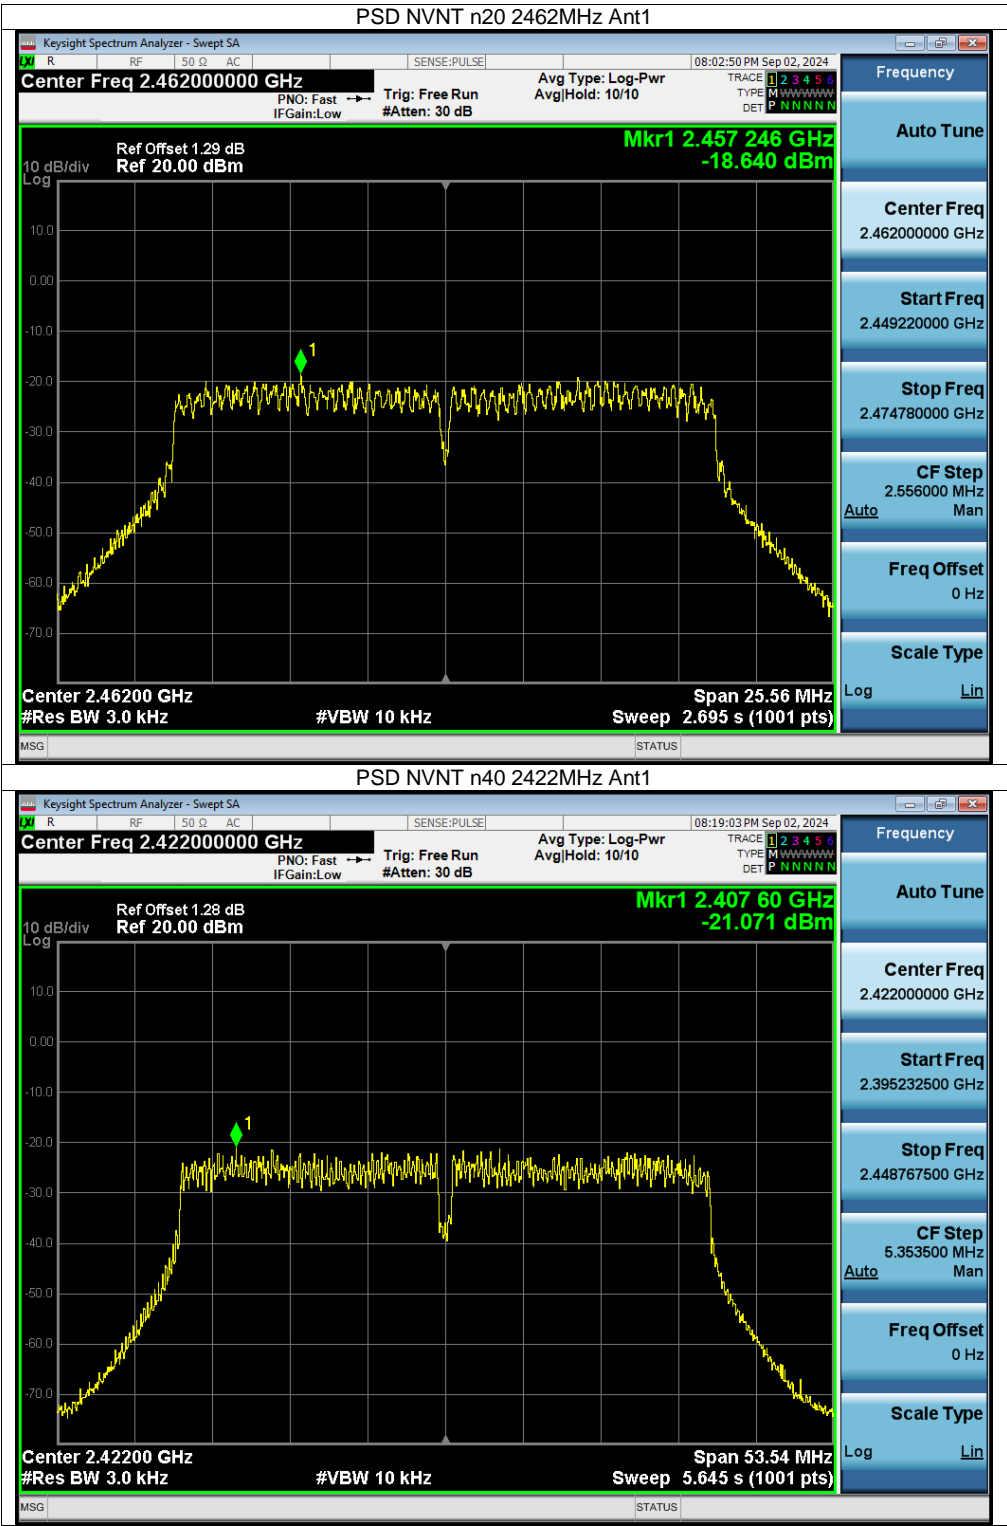 PSD NVNT n20 2462MHz Ant1
Keysight Spectrum Analyzer - Swept SA
LXI R RF 50 Ω AC SENSE:PULSE 08:02:50 PM Sep 02, 2024
Center Freq 2.462000000 GHz
PNO: Fast
IFGain:Low
Trig: Free Run
#Atten: 30 dB
Avg Type: Log-Pwr
Avg|Hold: 10/10
TRACE 1 2 3 4 5 6
TYPE M WWWWW
DET P N N N N N
Frequency
Mkr1 2.457 246 GHz
-18.640 dBm
Ref Offset 1.29 dB
10 dB/div Ref 20.00 dBm
Log
10.0
0.00
-10.0
-20.0
-30.0
-40.0
-50.0
-60.0
-70.0
1
Center 2.46200 GHz Span 25.56 MHz
#Res BW 3.0 kHz #VBW 10 kHz Sweep 2.695 s (1001 pts)
Auto Tune
Center Freq
2.462000000 GHz
Start Freq
2.449220000 GHz
Stop Freq
2.474780000 GHz
CF Step
2.556000 MHz
Auto Man
Freq Offset
0 Hz
Scale Type
Log Lin
MSG STATUS
PSD NVNT n40 2422MHz Ant1
Keysight Spectrum Analyzer - Swept SA
LXI R RF 50 Ω AC SENSE:PULSE 08:19:03 PM Sep 02, 2024
Center Freq 2.422000000 GHz
PNO: Fast
IFGain:Low
Trig: Free Run
#Atten: 30 dB
Avg Type: Log-Pwr
Avg|Hold: 10/10
TRACE 1 2 3 4 5 6
TYPE M WWWWW
DET P N N N N N
Frequency
Mkr1 2.407 60 GHz
-21.071 dBm
Ref Offset 1.28 dB
10 dB/div Ref 20.00 dBm
Log
10.0
0.00
-10.0
-20.0
-30.0
-40.0
-50.0
-60.0
-70.0
1
Center 2.42200 GHz Span 53.54 MHz
#Res BW 3.0 kHz #VBW 10 kHz Sweep 5.645 s (1001 pts)
Auto Tune
Center Freq
2.422000000 GHz
Start Freq
2.395232500 GHz
Stop Freq
2.448767500 GHz
CF Step
5.353500 MHz
Auto Man
Freq Offset
0 Hz
Scale Type
Log Lin
MSG STATUS